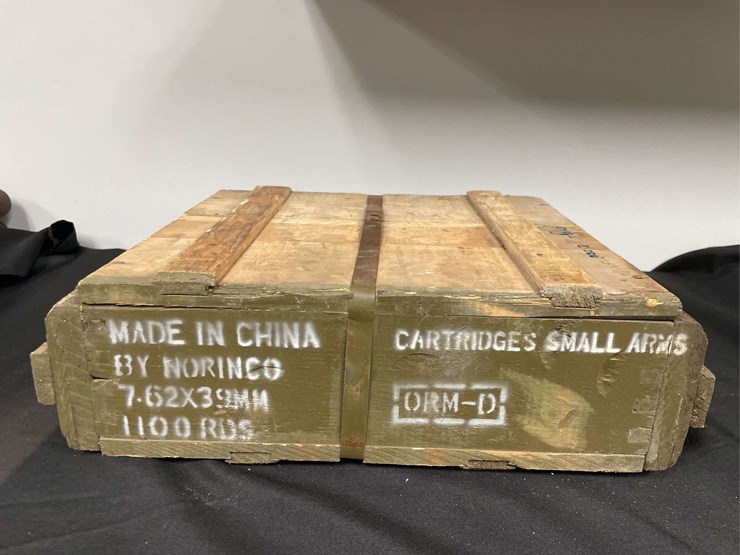 MADE IN CHINA
BY NORINCO
7.62X39MM
1100 RDS
CARTRIDGES SMALL ARMS
ORM-D